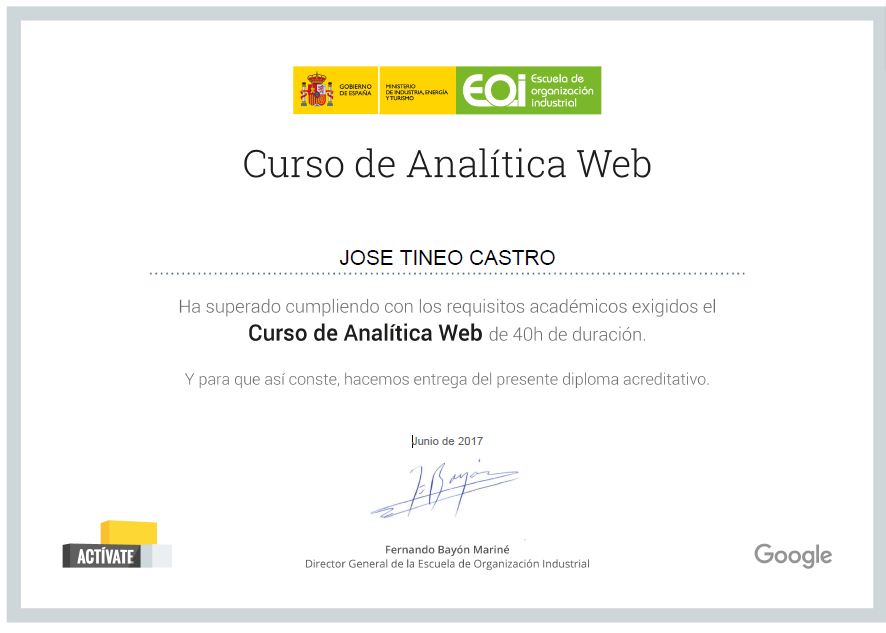 GOBIERNO
DE ESPAÑA
MINISTERIO
DE INDUSTRIA, ENERGÍA
Y TURISMO
EOi
Escuela de
organización
industrial
Curso de Analítica Web
JOSE TINEO CASTRO
Ha superado cumpliendo con los requisitos académicos exigidos el
Curso de Analítica Web de 40h de duración.
Y para que así conste, hacemos entrega del presente diploma acreditativo.
Junio de 2017
F. Bayón
Fernando Bayón Mariné
Director General de la Escuela de Organización Industrial
ACTÍVATE
Google